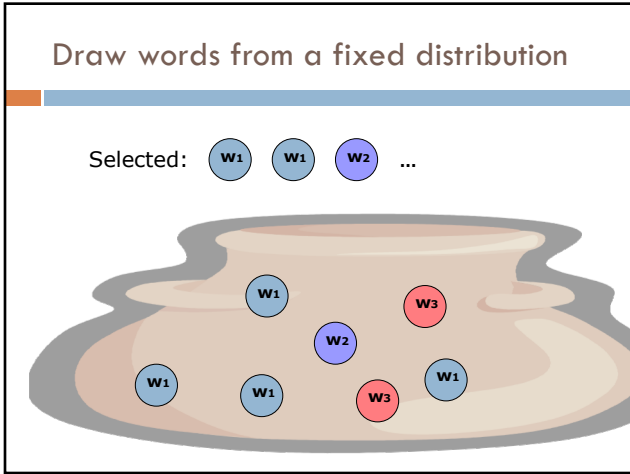 Draw words from a fixed distribution
Selected: w1 w1 w2 ...
w1
w3
w2
w1
w1
w3
w1